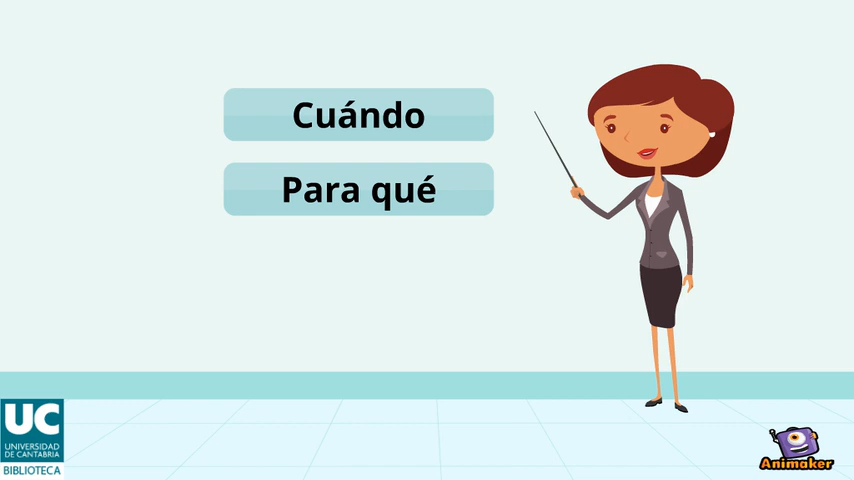 Cuándo
Para qué
UC
UNIVERSIDAD
DE CANTABRIA
BIBLIOTECA
Animaker